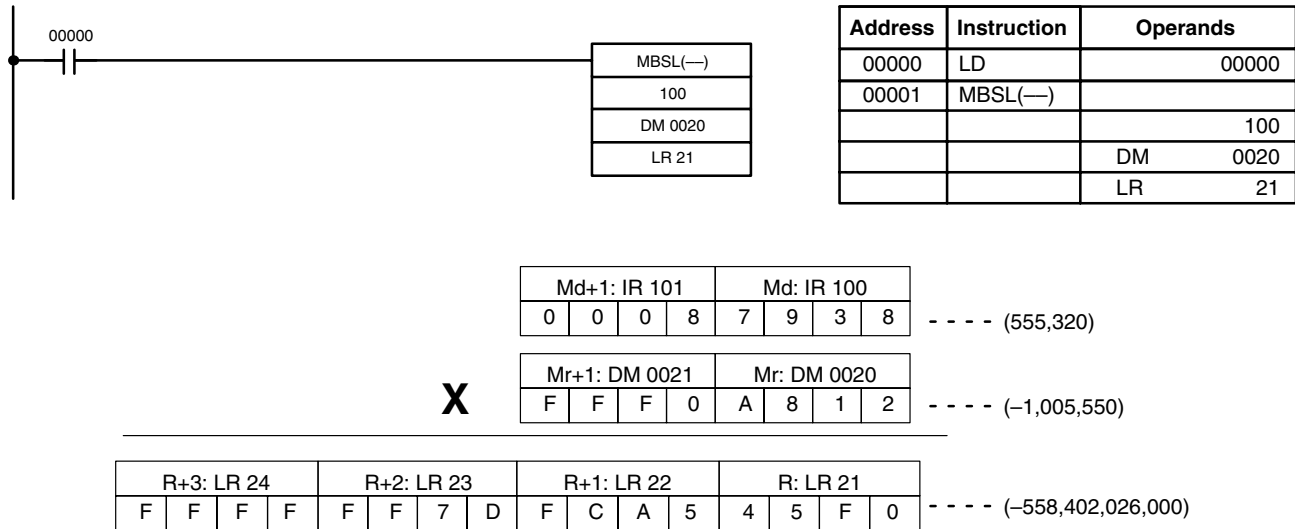 00000
MBSL(––)
100
DM 0020
LR 21
Address Instruction Operands
00000 LD 00000
00001 MBSL(––)
100
DM 0020
LR 21
Md+1: IR 101 Md: IR 100
0 0 0 8 7 9 3 8 - - - - (555,320)
X
Mr+1: DM 0021 Mr: DM 0020
F F F 0 A 8 1 2 - - - - (–1,005,550)
R+3: LR 24 R+2: LR 23 R+1: LR 22 R: LR 21
F F F F F F 7 D F C A 5 4 5 F 0 - - - - (–558,402,026,000)